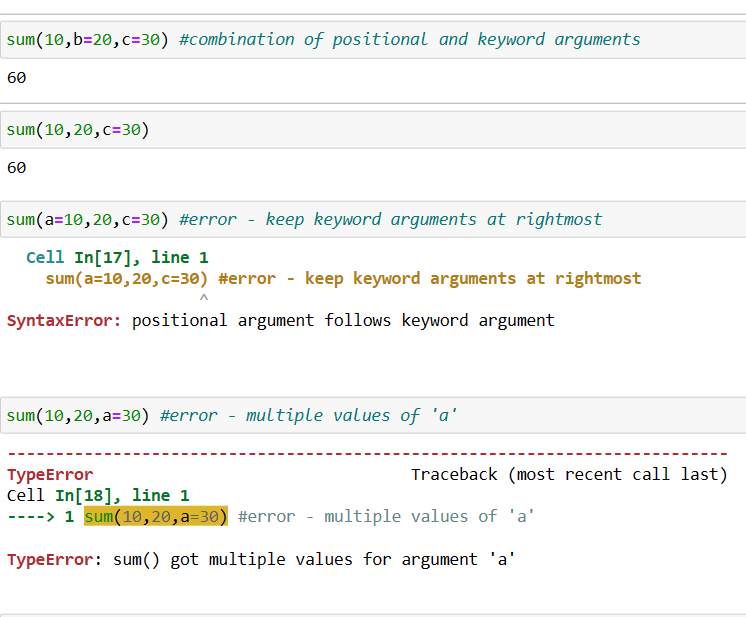 sum(10,b=20,c=30) #combination of positional and keyword arguments
60
sum(10,20,c=30)
60
sum(a=10,20,c=30) #error - keep keyword arguments at rightmost
Cell In[17], line 1
sum(a=10,20,c=30) #error - keep keyword arguments at rightmost
^
SyntaxError: positional argument follows keyword argument
sum(10,20,a=30) #error - multiple values of 'a'
---------------------------------------------------------------------------
TypeError Traceback (most recent call last)
Cell In[18], line 1
----> 1 sum(10,20,a=30) #error - multiple values of 'a'
TypeError: sum() got multiple values for argument 'a'